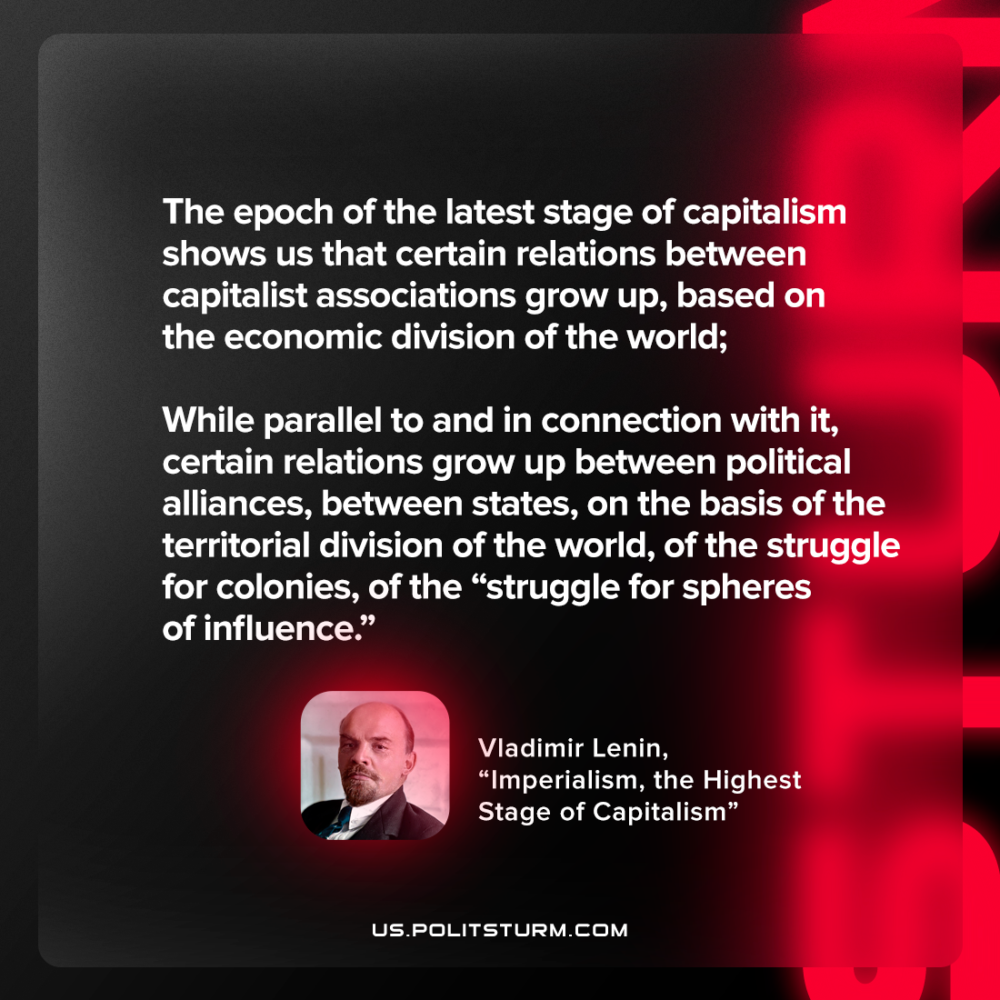 The epoch of the latest stage of capitalism
shows us that certain relations between
capitalist associations grow up, based on
the economic division of the world;
While parallel to and in connection with it,
certain relations grow up between political
alliances, between states, on the basis of the
territorial division of the world, of the struggle
for colonies, of the “struggle for spheres
of influence.”
Vladimir Lenin,
“Imperialism, the Highest
Stage of Capitalism”
US.POLITSTURM.COM